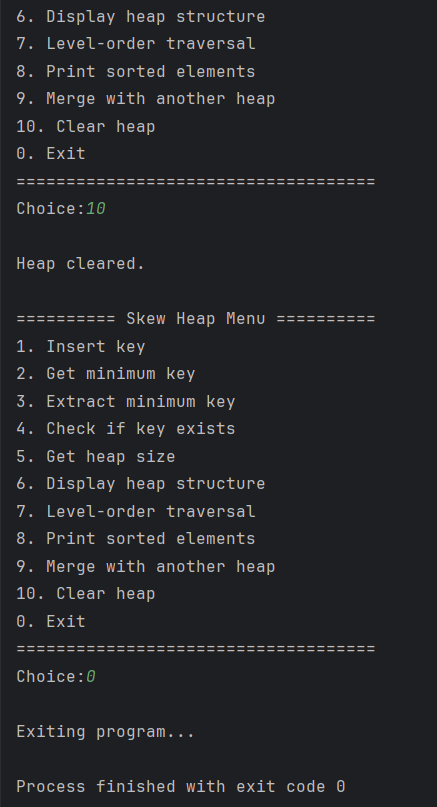 6. Display heap structure
7. Level-order traversal
8. Print sorted elements
9. Merge with another heap
10. Clear heap
0. Exit
====================================
Choice:10
Heap cleared.
========== Skew Heap Menu ==========
1. Insert key
2. Get minimum key
3. Extract minimum key
4. Check if key exists
5. Get heap size
6. Display heap structure
7. Level-order traversal
8. Print sorted elements
9. Merge with another heap
10. Clear heap
0. Exit
====================================
Choice:0
Exiting program...
Process finished with exit code 0